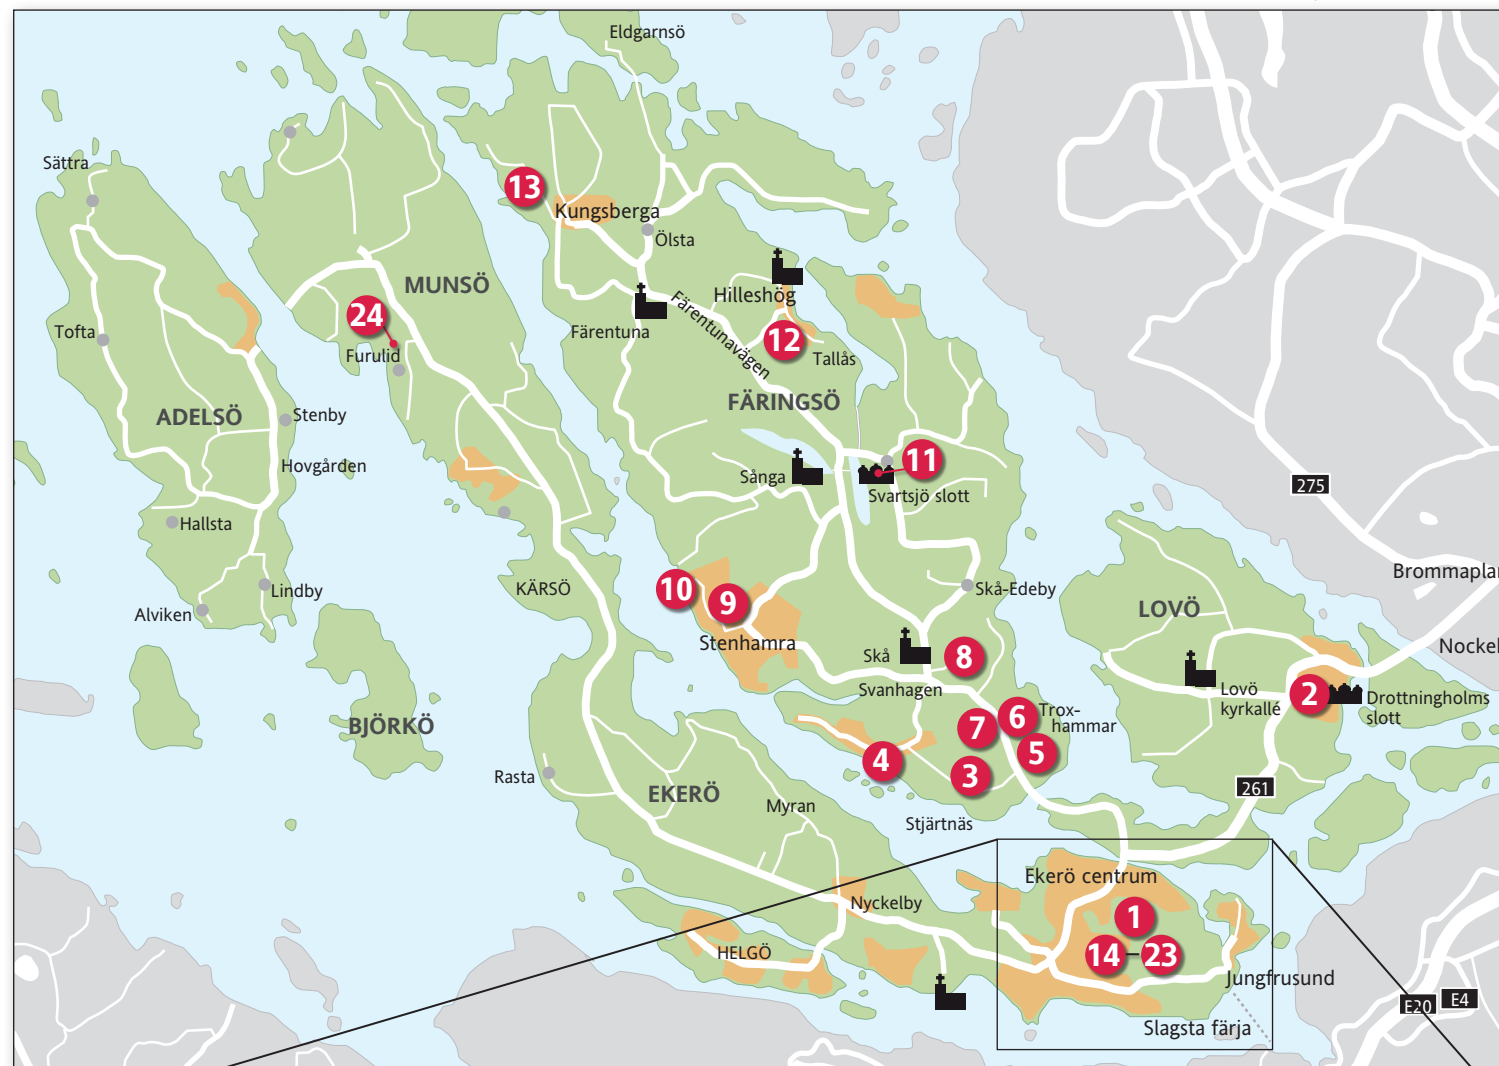 Eldgarnsö
Sättra
13
Kungsberga
Ölsta
MUNSÖ
Hilleshög
24
Färentuna
Färentunavägen
Tofta
Furulid
12
Tallås
FÄRINGSÖ
ADELSÖ
Stenby
Hovgården
Sånga
11
Svartsjö slott
275
Hallsta
Brommaplan
KÄRSÖ
10
9
Skå-Edeby
Lindby
Alviken
LOVÖ
Stenhamra
Skå
8
Nockeb
Svanhagen
Lovö
kyrkallé
2
Drottningholms
slott
BJÖRKÖ
7
6
Trox-
hammar
5
4
3
Rasta
EKERÖ
Myran
261
Stjärtnäs
Ekerö centrum
Nyckelby
1
HELGÖ
14–23
Jungfrusund
Slagsta färja
E20
E4